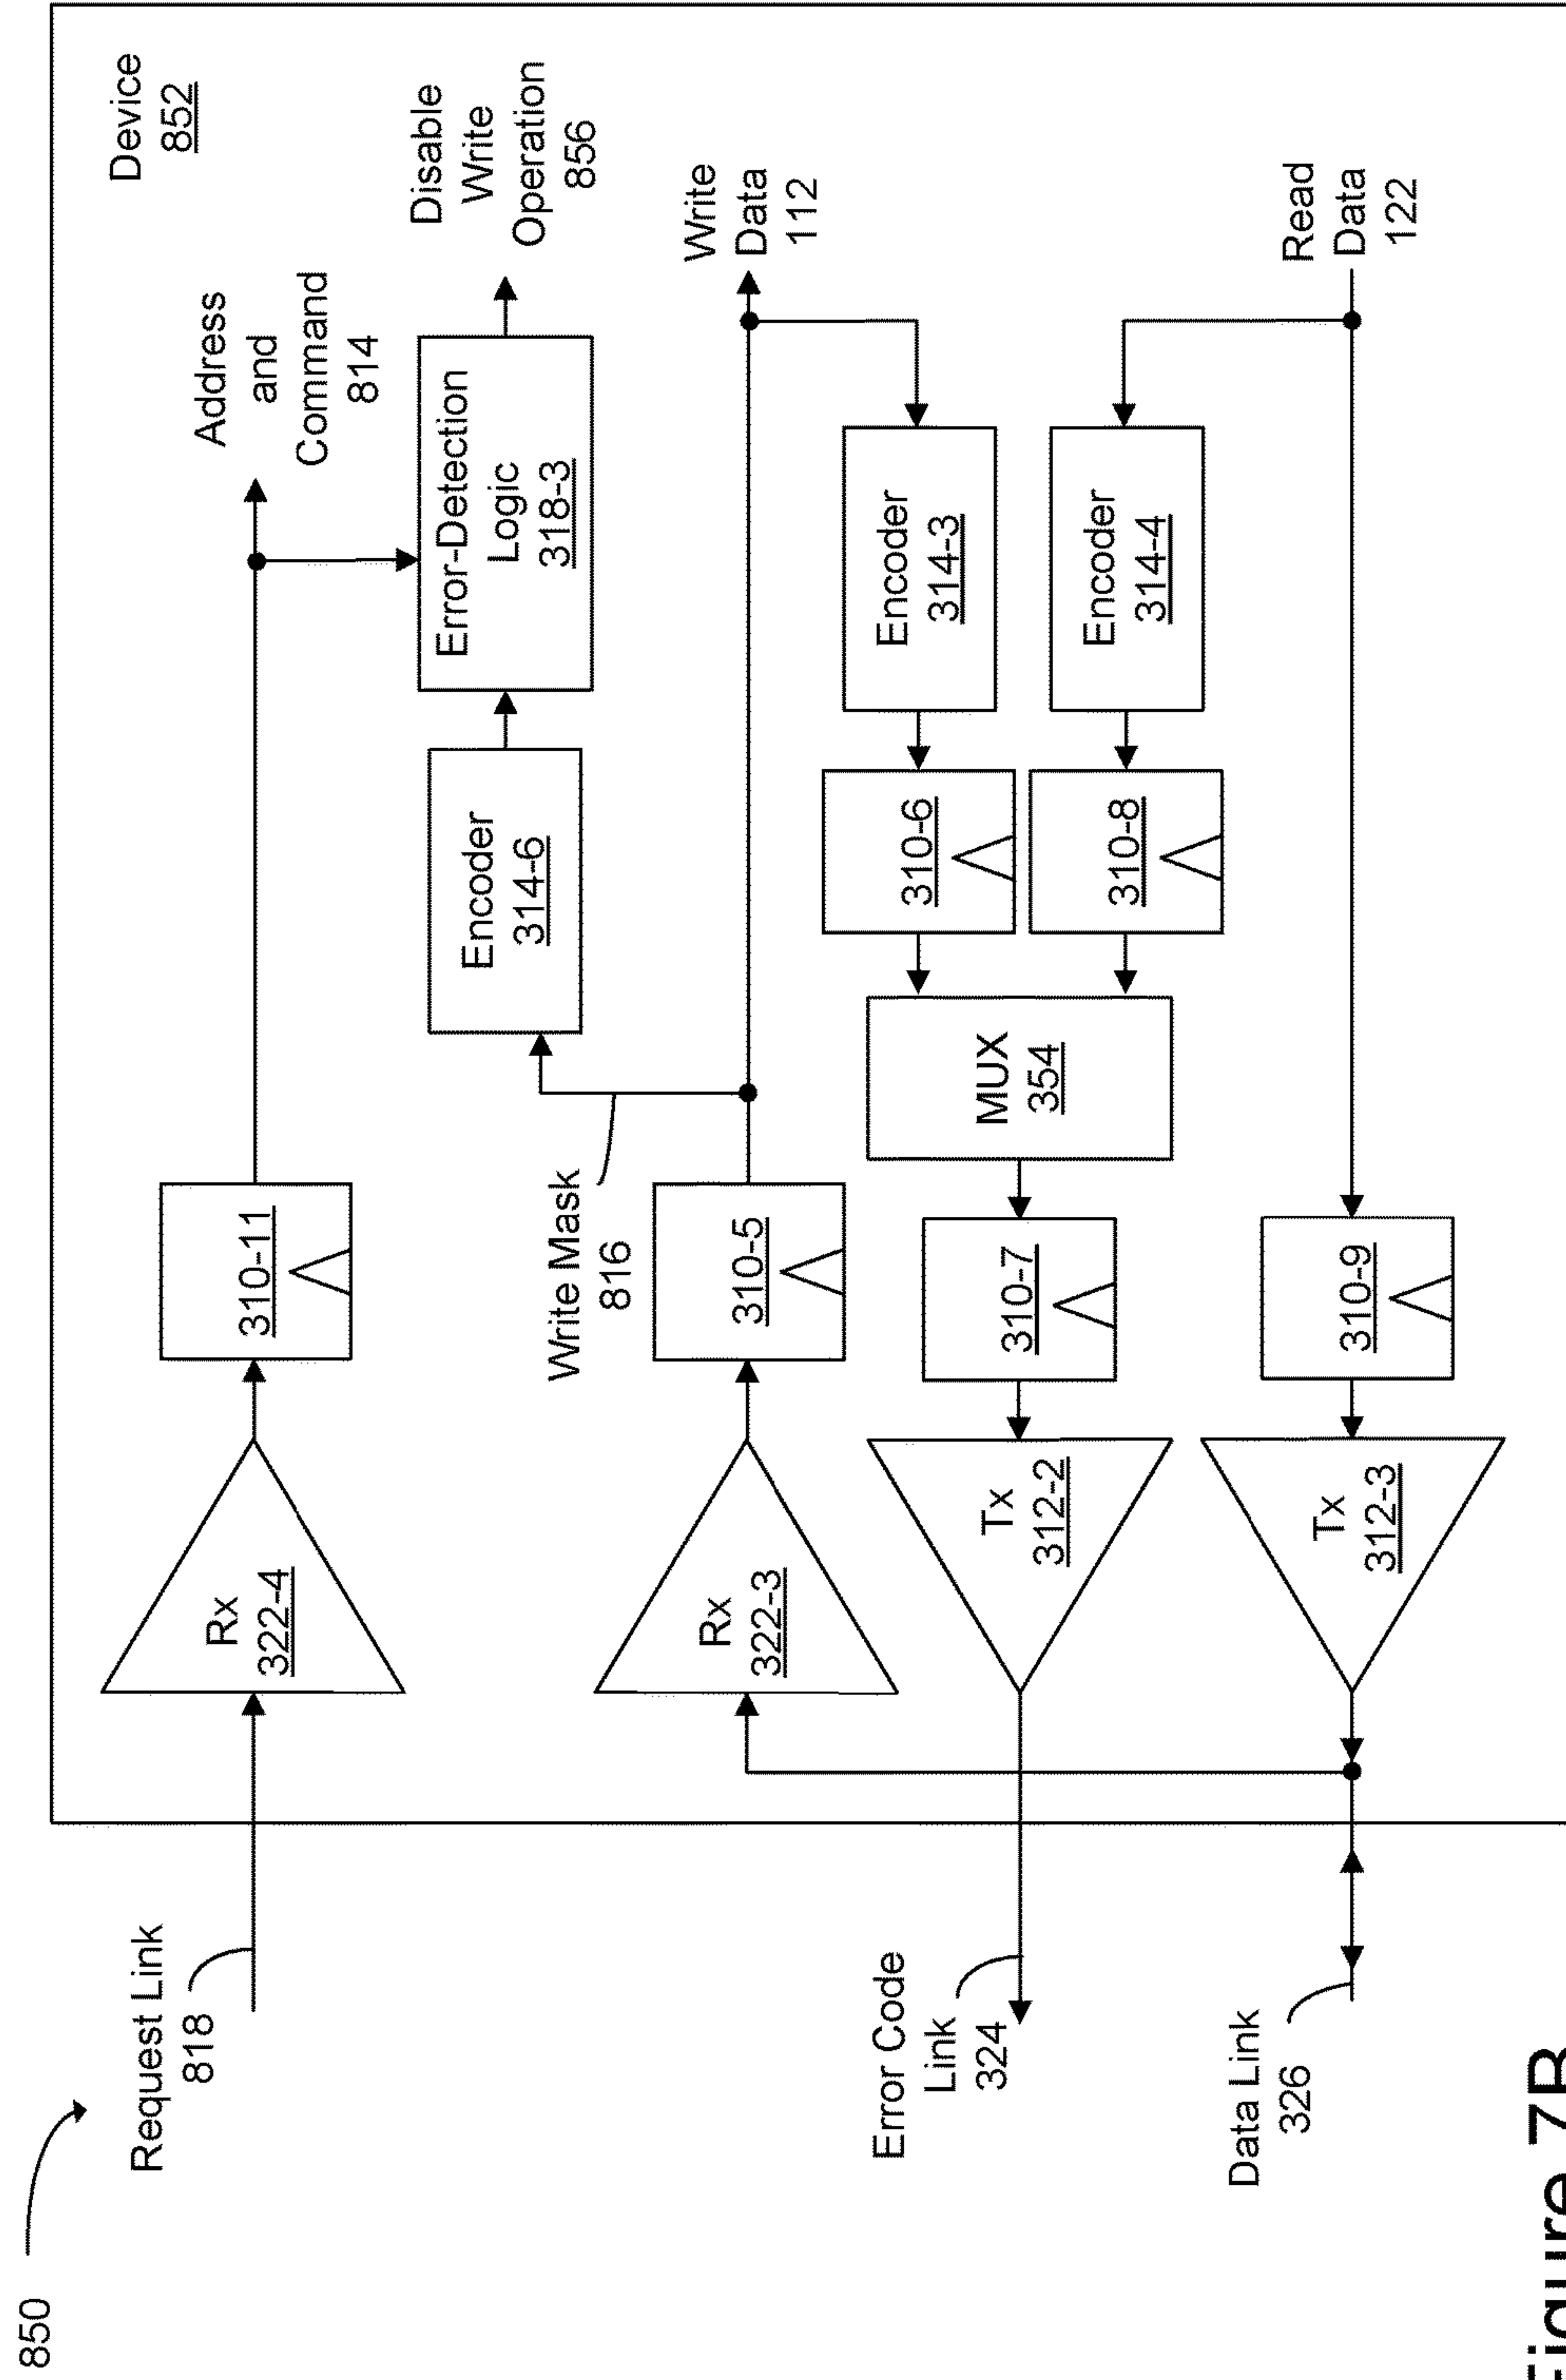 850
Device
852
Request Link
818
Rx
322-4
310-11
Address
and
Command
814
Encoder
314-6
Error-Detection
Logic
318-3
Disable
Write
Operation
856
Write Mask
816
Rx
322-3
310-5
Write
Data
112
Error Code
Link
324
Tx
312-2
310-7
MUX
354
310-6
Encoder
314-3
310-8
Encoder
314-4
Data Link
326
Tx
312-3
310-9
Read
Data
122
Figure 7B